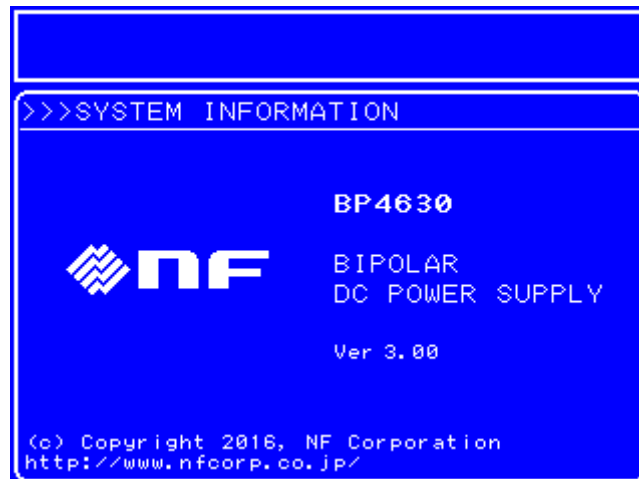 >>>SYSTEM INFORMATION
BP4630
nF
BIPOLAR
DC POWER SUPPLY
Ver 3.00
(c) Copyright 2016, NF Corporation
http://www.nfcorp.co.jp/